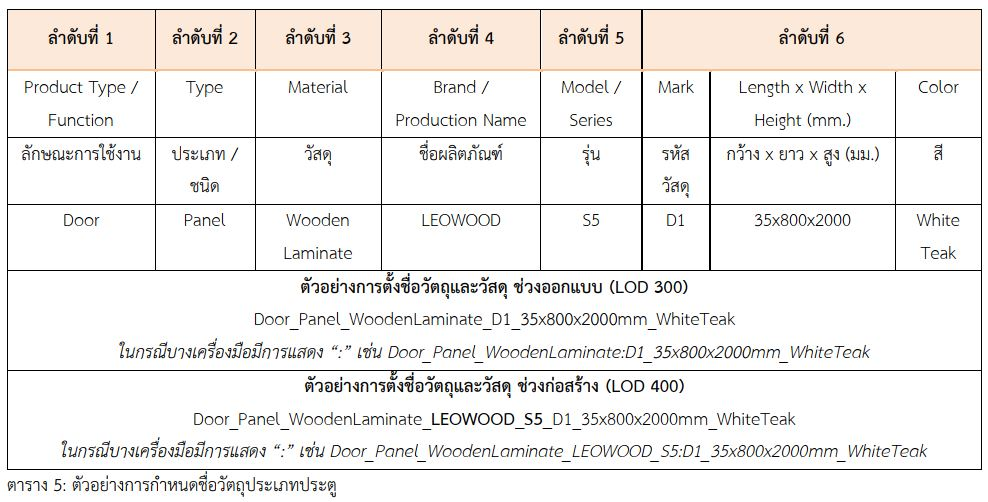 ลำดับที่ 1 ลำดับที่ 2 ลำดับที่ 3 ลำดับที่ 4 ลำดับที่ 5 ลำดับที่ 6
Product Type / Type Material Brand / Model / Mark Length x Width x Color
Function Production Name Series Height (mm.)
ลักษณะการใช้งาน ประเภท / วัสดุ ชื่อผลิตภัณฑ์ รุ่น รหัส กว้าง x ยาว x สูง (มม.) สี
ชนิด วัสดุ
Door Panel Wooden LEOWOOD S5 D1 35x800x2000 White
Laminate Teak
ตัวอย่างการตั้งชื่อวัตถุและวัสดุ ช่วงออกแบบ (LOD 300)
Door_Panel_WoodenLaminate_D1_35x800x2000mm_WhiteTeak
ในกรณีบางเครื่องมือมีการแสดง “:” เช่น Door_Panel_WoodenLaminate:D1_35x800x2000mm_WhiteTeak
ตัวอย่างการตั้งชื่อวัตถุและวัสดุ ช่วงก่อสร้าง (LOD 400)
Door_Panel_WoodenLaminate_LEOWOOD_S5_D1_35x800x2000mm_WhiteTeak
ในกรณีบางเครื่องมือมีการแสดง “:” เช่น Door_Panel_WoodenLaminate_LEOWOOD_S5:D1_35x800x2000mm_WhiteTeak
ตาราง 5: ตัวอย่างการกำหนดชื่อวัตถุประเภทประตู